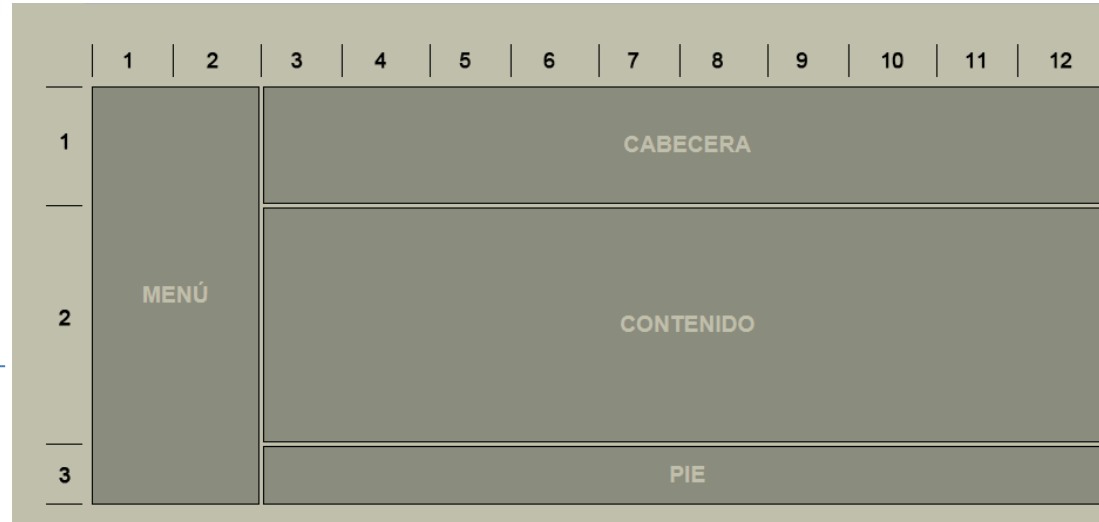 1 2 3 4 5 6 7 8 9 10 11 12
1
CABECERA
MENÚ
2
CONTENIDO
3
PIE